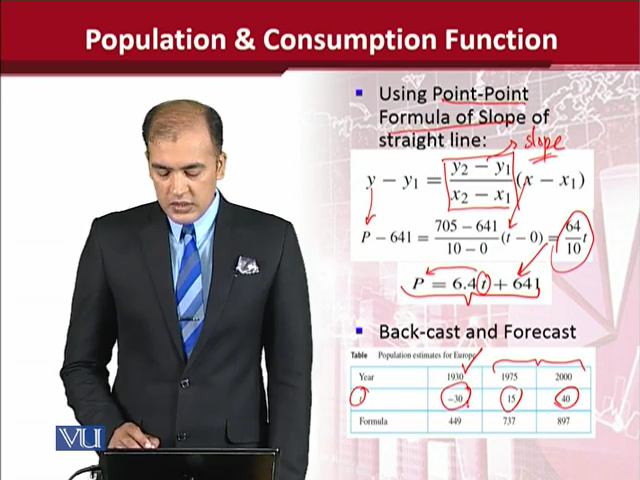 Population & Consumption Function
▪ Using Point-Point
Formula of Slope of
straight line:
slope
y − y₁ = (y₂ − y₁)/(x₂ − x₁) (x − x₁)
P − 641 = (705 − 641)/(10 − 0) (t − 0) = 64/10 t
P = 6.4t + 641
▪ Back-cast and Forecast
Table Population estimates for Europe
Year 1930 1975 2000
t −30 15 40
Formula 449 737 897
VU